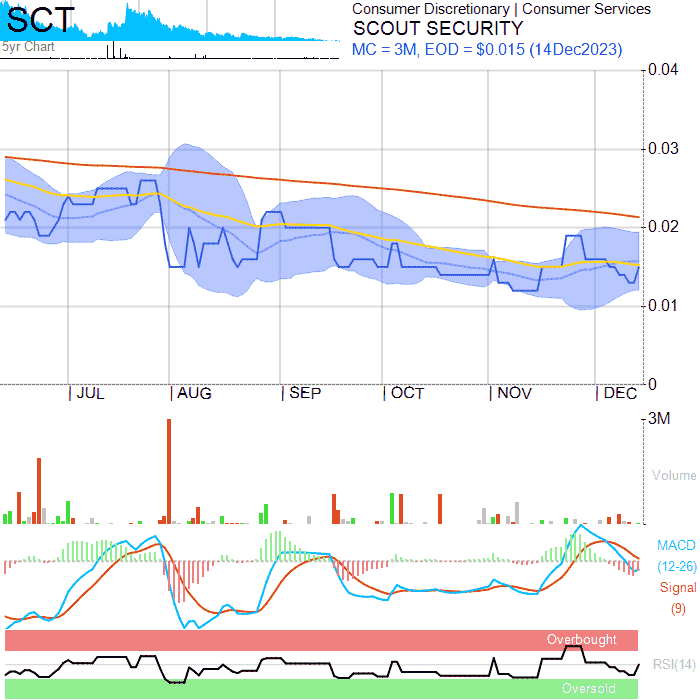 SCT
5yr Chart
Consumer Discretionary | Consumer Services
SCOUT SECURITY
MC = 3M, EOD = $0.015 (14Dec2023)
0.04
0.03
0.02
0.01
0
JUL
AUG
SEP
OCT
NOV
DEC
3M
Volume
MACD
(12-26)
Signal
(9)
Overbought
RSI(14)
Oversold